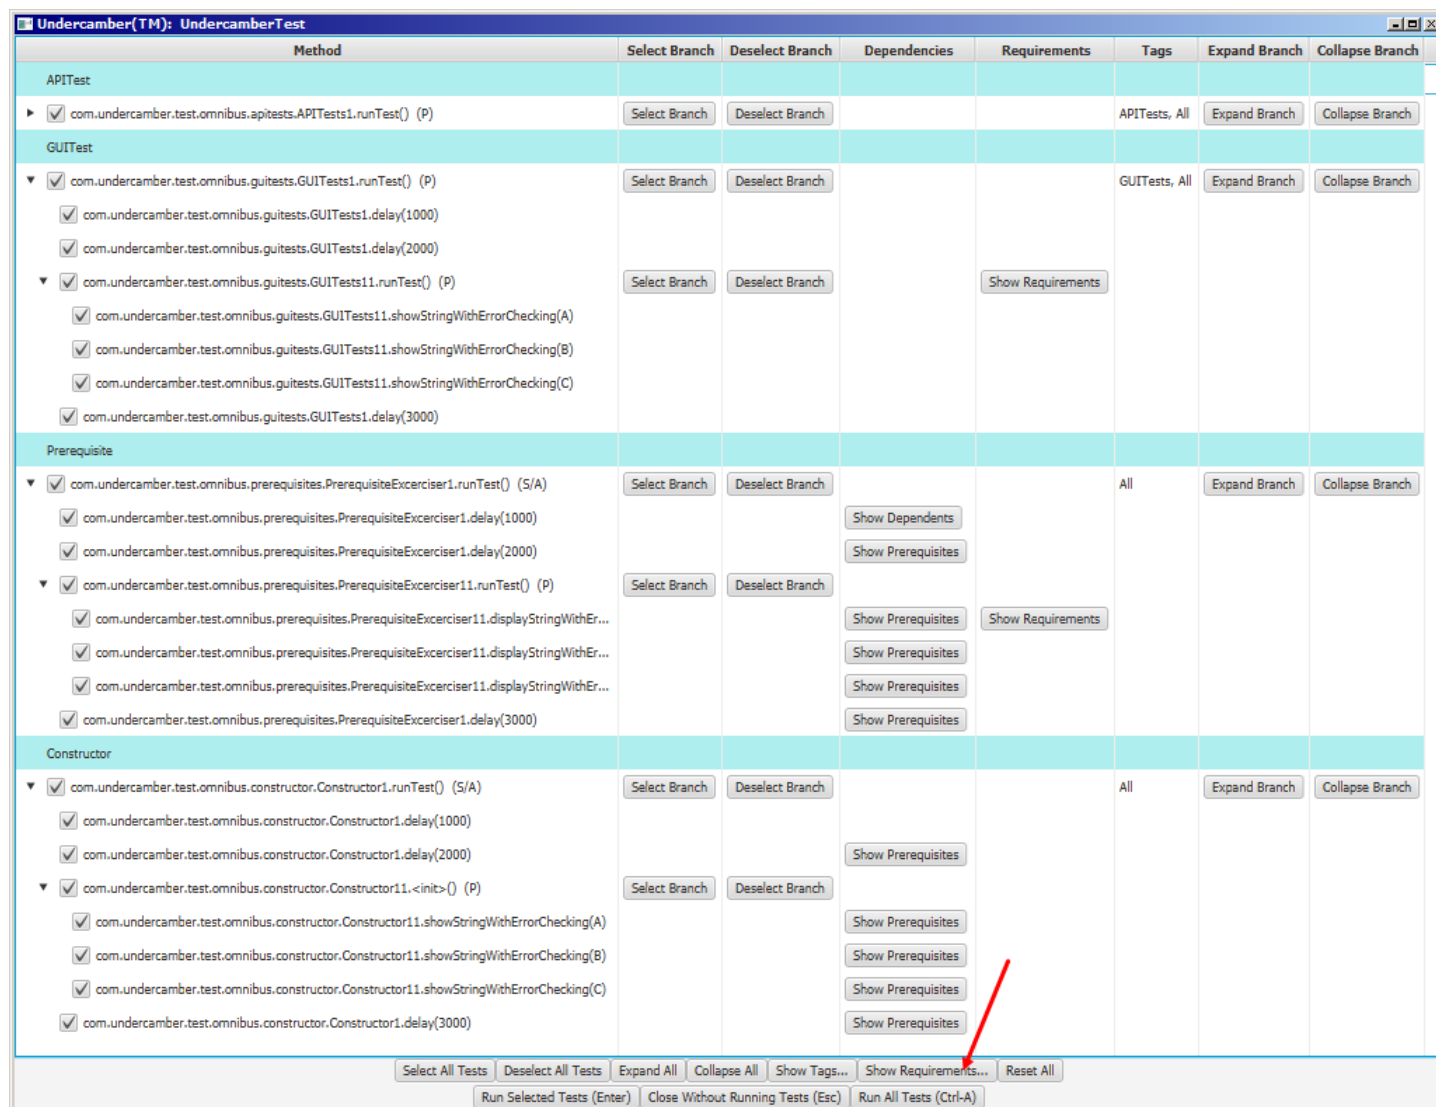 Undercamber(TM): UndercamberTest
Method Select Branch Deselect Branch Dependencies Requirements Tags Expand Branch Collapse Branch
APITest
com.undercamber.test.omnibus.apitests.APITests1.runTest() (P) Select Branch Deselect Branch APITests, All Expand Branch Collapse Branch
GUITest
com.undercamber.test.omnibus.guitests.GUITests1.runTest() (P) Select Branch Deselect Branch GUITests, All Expand Branch Collapse Branch
com.undercamber.test.omnibus.guitests.GUITests1.delay(1000)
com.undercamber.test.omnibus.guitests.GUITests1.delay(2000)
com.undercamber.test.omnibus.guitests.GUITests11.runTest() (P) Select Branch Deselect Branch Show Requirements
com.undercamber.test.omnibus.guitests.GUITests11.showStringWithErrorChecking(A)
com.undercamber.test.omnibus.guitests.GUITests11.showStringWithErrorChecking(B)
com.undercamber.test.omnibus.guitests.GUITests11.showStringWithErrorChecking(C)
com.undercamber.test.omnibus.guitests.GUITests1.delay(3000)
Prerequisite
com.undercamber.test.omnibus.prerequisites.PrerequisiteExcerciser1.runTest() (S/A) Select Branch Deselect Branch All Expand Branch Collapse Branch
com.undercamber.test.omnibus.prerequisites.PrerequisiteExcerciser1.delay(1000) Show Dependents
com.undercamber.test.omnibus.prerequisites.PrerequisiteExcerciser1.delay(2000) Show Prerequisites
com.undercamber.test.omnibus.prerequisites.PrerequisiteExcerciser11.runTest() (P) Select Branch Deselect Branch
com.undercamber.test.omnibus.prerequisites.PrerequisiteExcerciser11.displayStringWithEr... Show Prerequisites Show Requirements
com.undercamber.test.omnibus.prerequisites.PrerequisiteExcerciser11.displayStringWithEr... Show Prerequisites
com.undercamber.test.omnibus.prerequisites.PrerequisiteExcerciser11.displayStringWithEr... Show Prerequisites
com.undercamber.test.omnibus.prerequisites.PrerequisiteExcerciser1.delay(3000) Show Prerequisites
Constructor
com.undercamber.test.omnibus.constructor.Constructor1.runTest() (S/A) Select Branch Deselect Branch All Expand Branch Collapse Branch
com.undercamber.test.omnibus.constructor.Constructor1.delay(1000)
com.undercamber.test.omnibus.constructor.Constructor1.delay(2000) Show Prerequisites
com.undercamber.test.omnibus.constructor.Constructor11.<init>() (P) Select Branch Deselect Branch
com.undercamber.test.omnibus.constructor.Constructor11.showStringWithErrorChecking(A) Show Prerequisites
com.undercamber.test.omnibus.constructor.Constructor11.showStringWithErrorChecking(B) Show Prerequisites
com.undercamber.test.omnibus.constructor.Constructor11.showStringWithErrorChecking(C) Show Prerequisites
com.undercamber.test.omnibus.constructor.Constructor1.delay(3000) Show Prerequisites
Select All Tests Deselect All Tests Expand All Collapse All Show Tags... Show Requirements... Reset All
Run Selected Tests (Enter) Close Without Running Tests (Esc) Run All Tests (Ctrl-A)